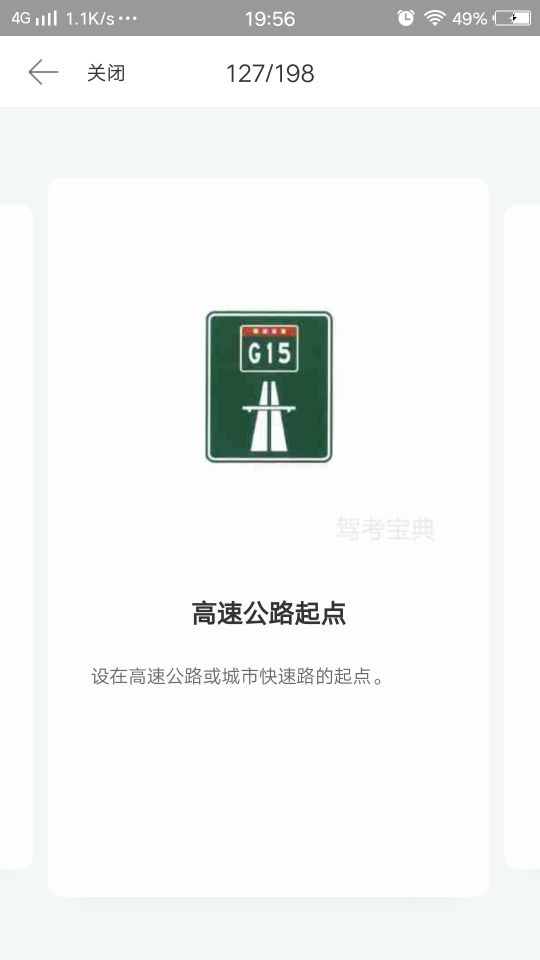 4G 1.1K/s ··· 19:56 49%
关闭 127/198
G15
驾考宝典
高速公路起点
设在高速公路或城市快速路的起点。